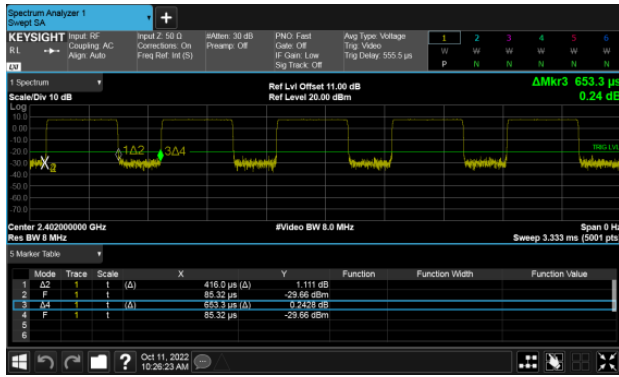 Spectrum Analyzer 1
Swept SA
+
KEYSIGHT Input: RF Input Z: 50 Ω #Atten: 30 dB PNO: Fast Avg Type: Voltage 1 2 3 4 5 6
RL Coupling: AC Corrections: On Preamp: Off Gate: Off Trig: Video W W W W W W
Align: Auto Freq Ref: Int (S) IF Gain: Low Trig Delay: 555.5 µs P N N N N N
LXI Sig Track: Off
1 Spectrum Ref Lvl Offset 11.00 dB ΔMkr3 653.3 µs
Scale/Div 10 dB Ref Level 20.00 dBm 0.24 dB
Log
10.0
0.00
-10.0
-20.0 1Δ2 3Δ4 TRIG LVL
-30.0
-40.0
-50.0
-60.0
-70.0
Center 2.402000000 GHz #Video BW 8.0 MHz Span 0 Hz
Res BW 8 MHz Sweep 3.333 ms (5001 pts)
5 Marker Table
Mode Trace Scale X Y Function Function Width Function Value
1 Δ2 1 t (Δ) 416.0 µs (Δ) 1.111 dB
2 F 1 t 85.32 µs -29.66 dBm
3 Δ4 1 t (Δ) 653.3 µs (Δ) 0.2428 dB
4 F 1 t 85.32 µs -29.66 dBm
5
6
? Oct 11, 2022
10:26:23 AM